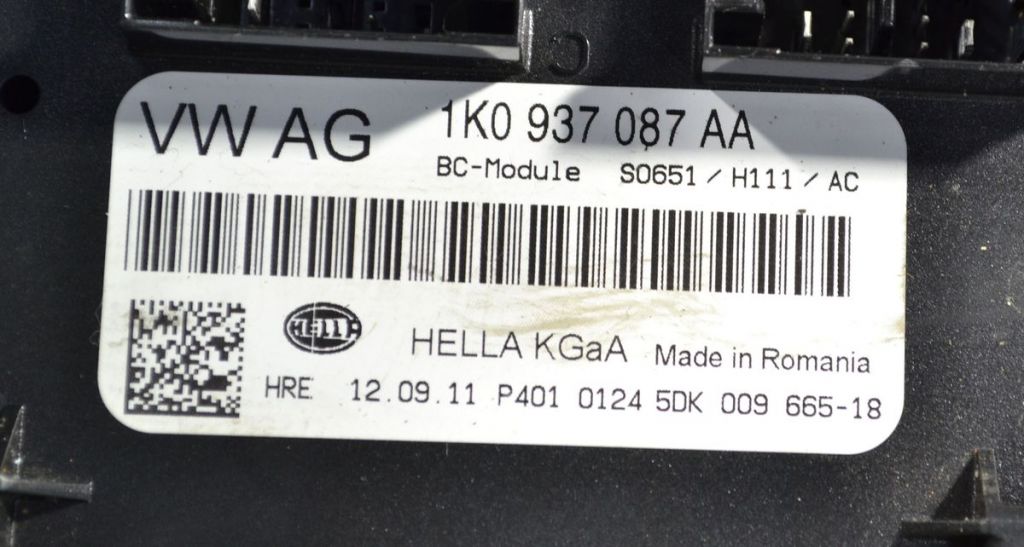 VW AG 1K0 937 087 AA
BC-Module S0651 / H111 / AC
HELLA
HELLA KGaA Made in Romania
HRE 12.09.11 P401 0124 5DK 009 665-18